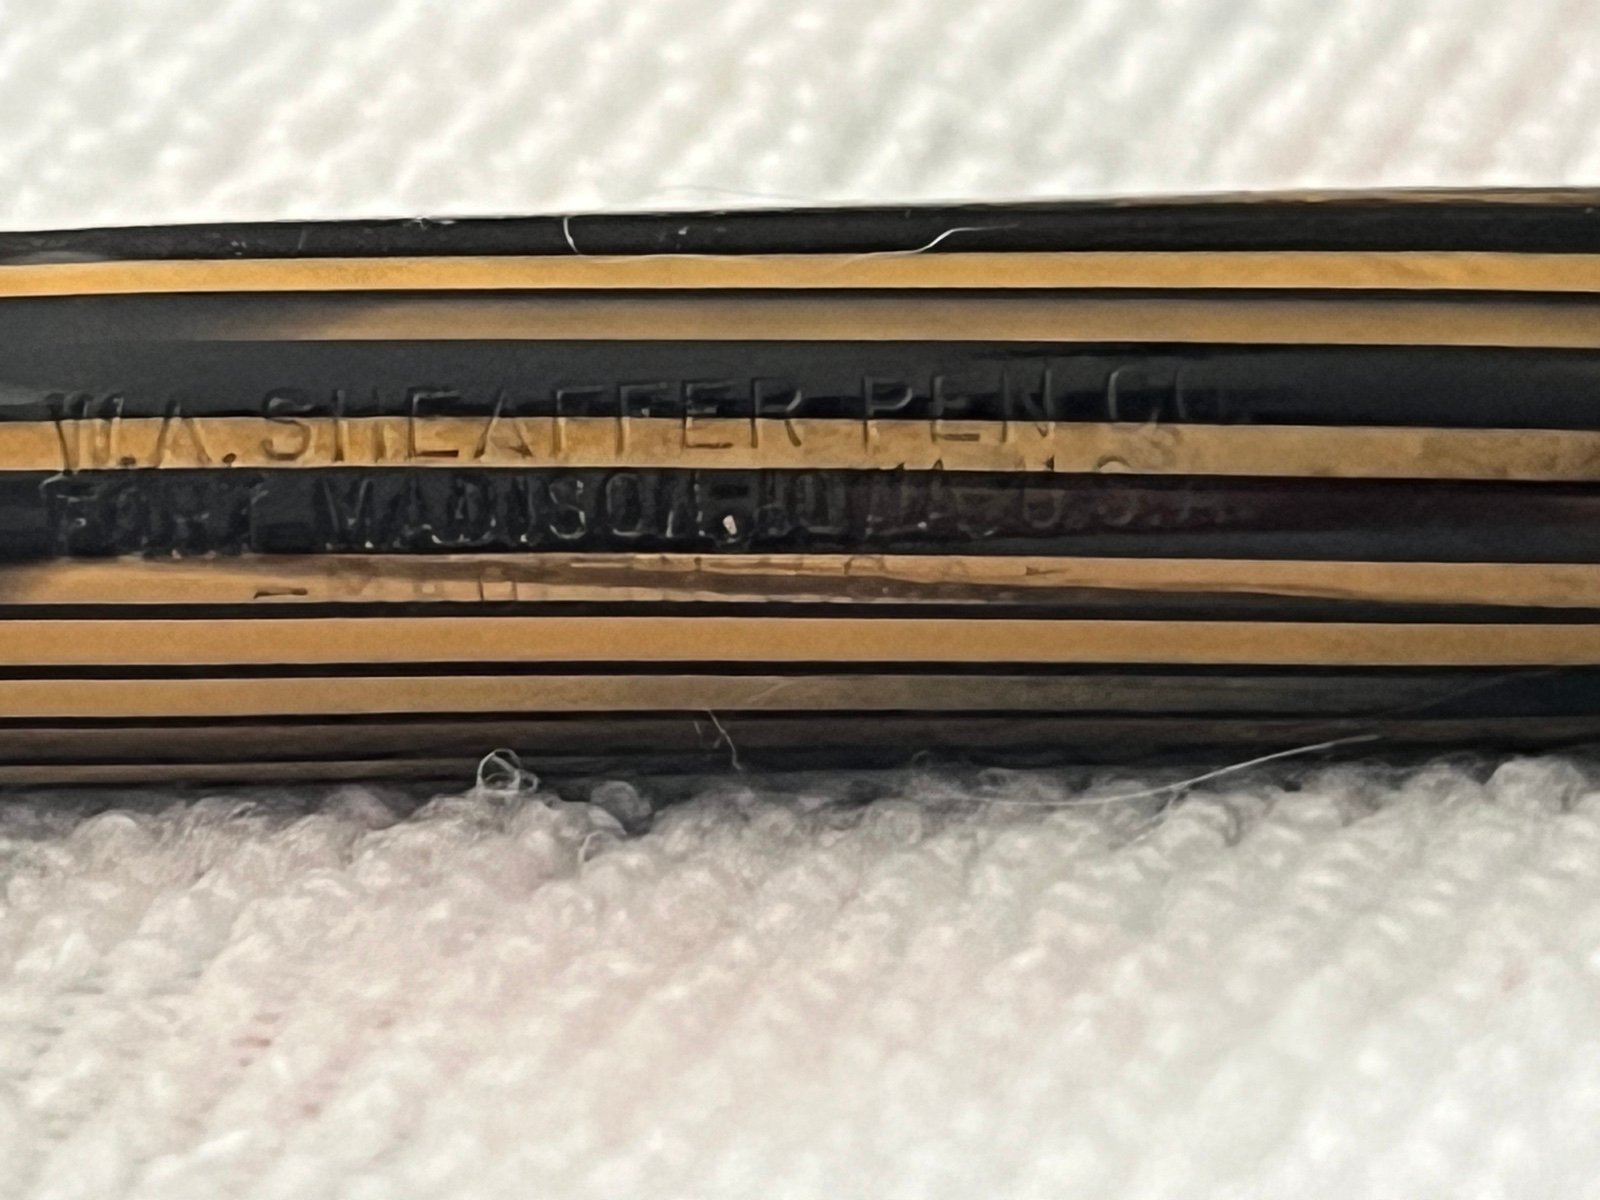 W.A. SHEAFFER PEN CO.
FORT MADISON, IOWA, U.S.A.